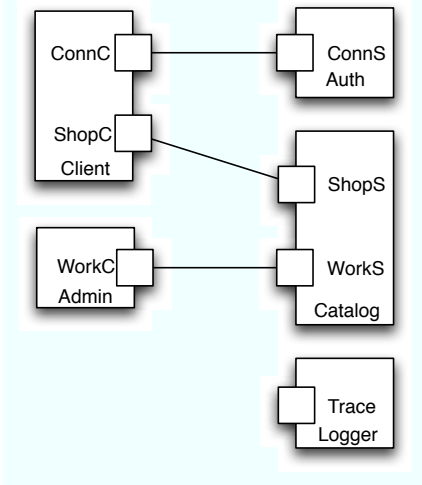 ConnC
ShopC
Client
ConnS
Auth
ShopS
WorkS
Catalog
WorkC
Admin
Trace
Logger